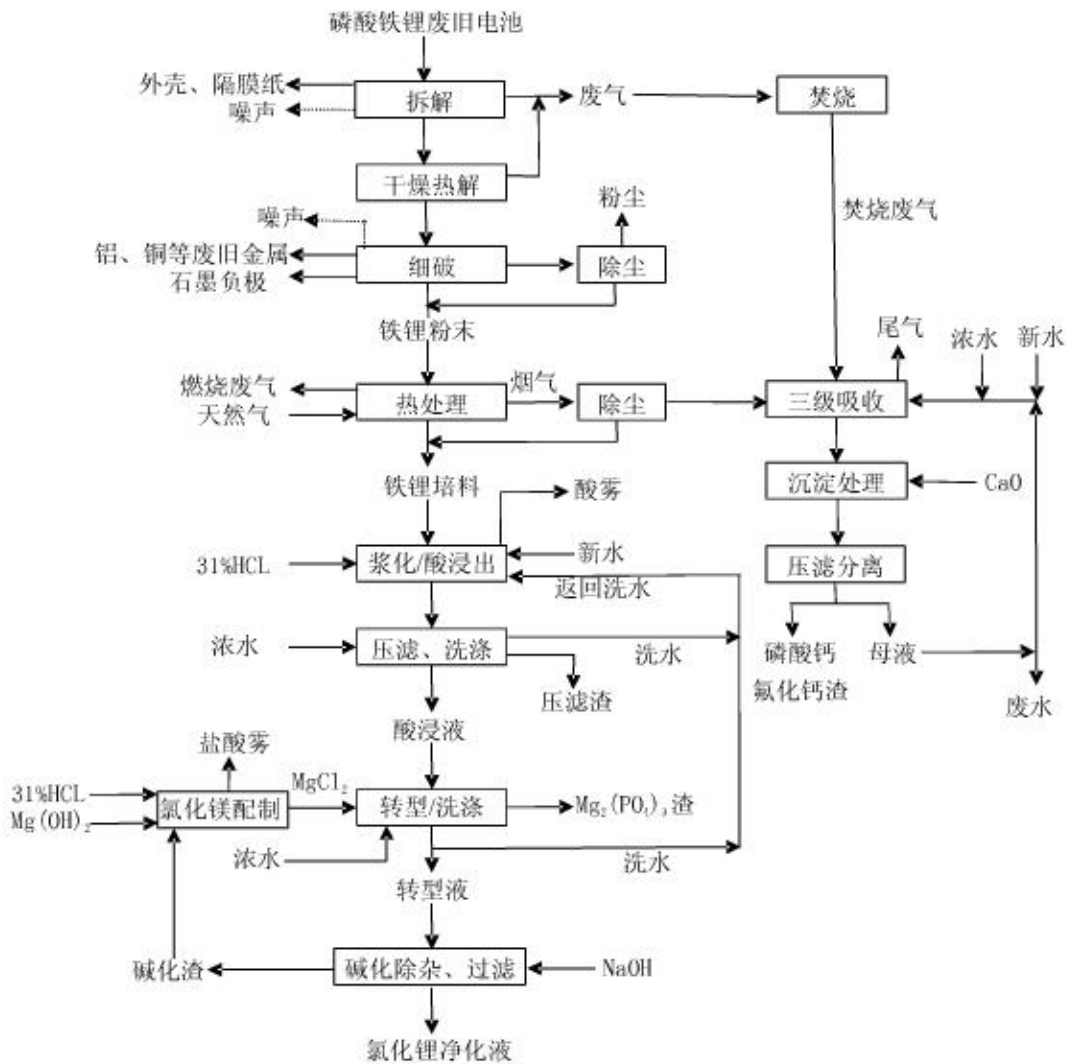 磷酸铁锂废旧电池
外壳、隔膜纸
噪声
拆解
废气
焚烧
干燥热解
粉尘
焚烧废气
噪声
铝、铜等废旧金属
石墨负极
细破
除尘
铁锂粉末
尾气
浓水
新水
燃烧废气
天然气
热处理
烟气
除尘
三级吸收
铁锂培料
酸雾
沉淀处理
CaO
31%HCL
浆化/酸浸出
新水
返回洗水
压滤分离
浓水
压滤、洗涤
洗水
压滤渣
磷酸钙
氟化钙渣
母液
废水
酸浸液
盐酸雾
31%HCL
Mg(OH)₂
氯化镁配制
MgCl₂
转型/洗涤
Mg₂(PO₄)₃渣
浓水
洗水
转型液
碱化渣
碱化除杂、过滤
NaOH
氯化锂净化液